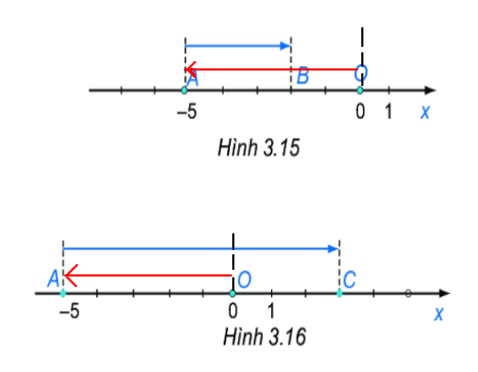 A B O
–5 0 1 x
Hình 3.15
A O C
–5 0 1 x
Hình 3.16